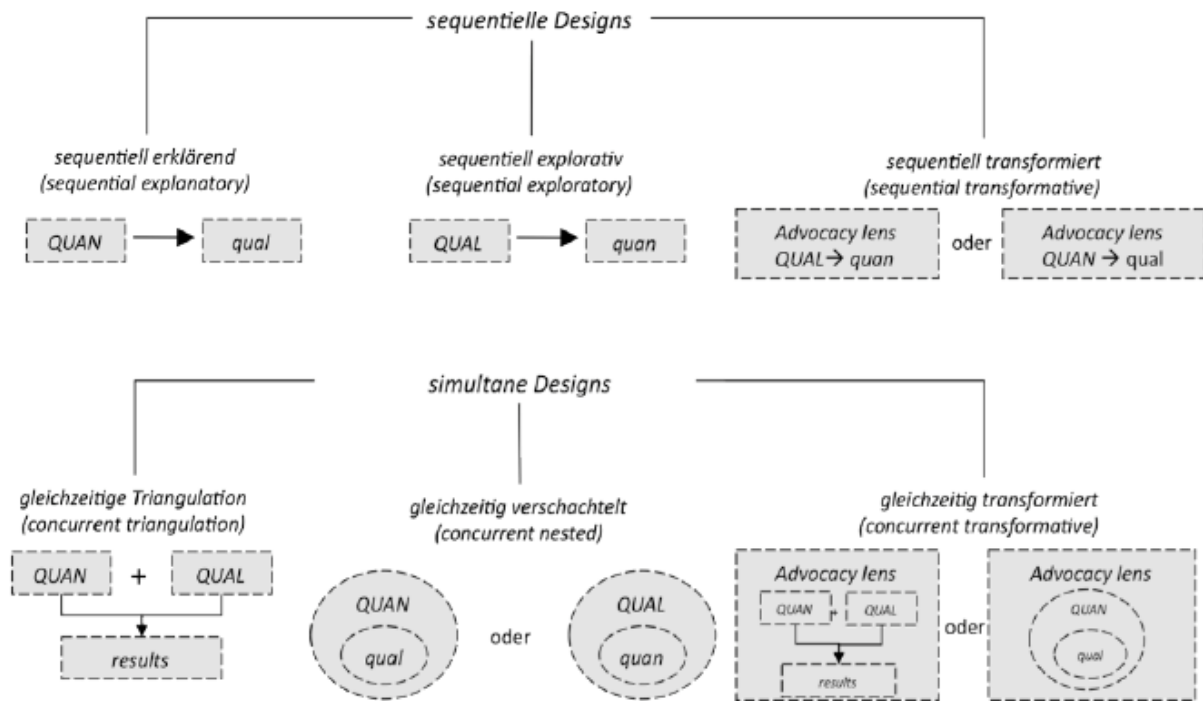 sequentielle Designs
sequentiell erklärend
(sequential explanatory)
QUAN
qual
sequentiell explorativ
(sequential exploratory)
QUAL
quan
sequentiell transformiert
(sequential transformative)
Advocacy lens
QUAL → quan
oder
Advocacy lens
QUAN → qual
simultane Designs
gleichzeitige Triangulation
(concurrent triangulation)
QUAN + QUAL
results
gleichzeitig verschachtelt
(concurrent nested)
QUAN
qual
oder
QUAL
quan
gleichzeitig transformiert
(concurrent transformative)
Advocacy lens
QUAN + QUAL
results
oder
Advocacy lens
QUAN
qual